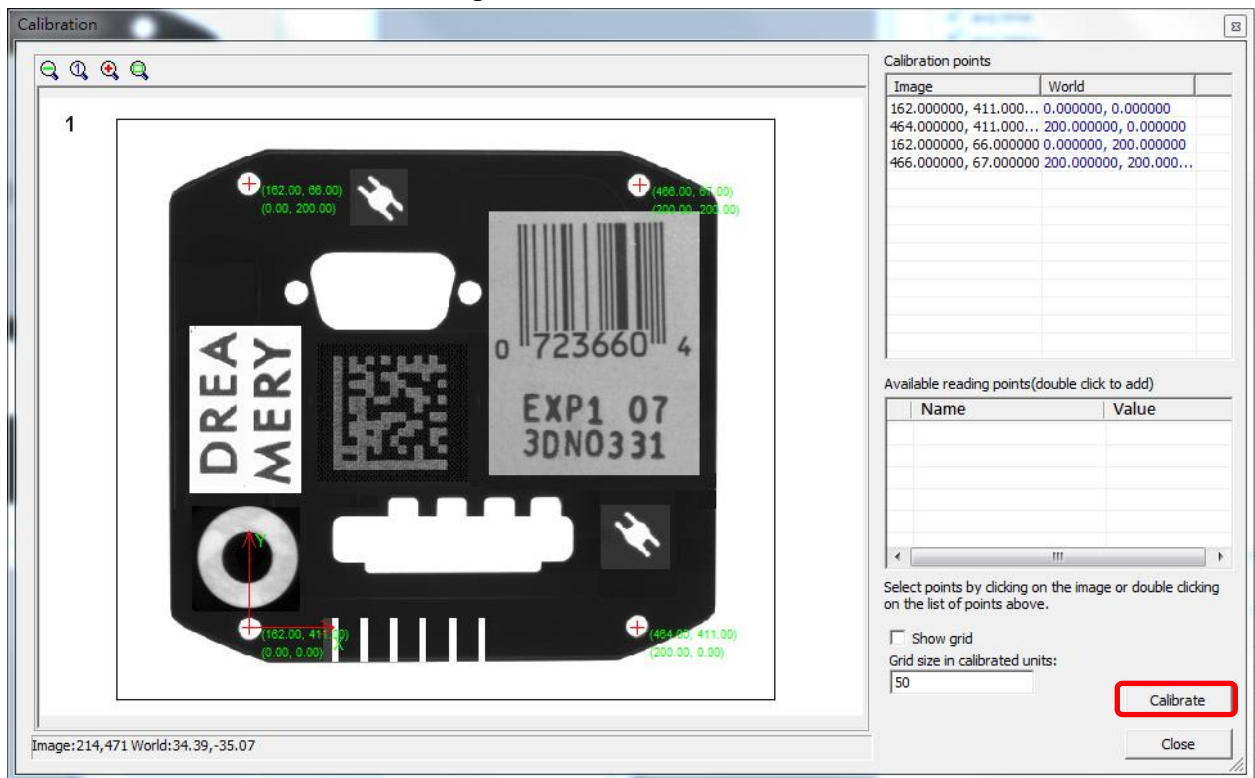 Calibration
1
(162.00, 66.00)
(0.00, 200.00)
(466.00, 67.00)
(200.00, 200.00)
0 723660 4
DREA
MERY
EXP1 07
3DN0331
Y
(162.00, 411.00)
(0.00, 0.00)
X
(464.00, 411.00)
(200.00, 0.00)
Image:214,471 World:34.39,-35.07
Calibration points
Image World
162.000000, 411.000... 0.000000, 0.000000
464.000000, 411.000... 200.000000, 0.000000
162.000000, 66.000000 0.000000, 200.000000
466.000000, 67.000000 200.000000, 200.000...
Available reading points(double click to add)
Name Value
Select points by clicking on the image or double clicking
on the list of points above.
Show grid
Grid size in calibrated units:
50
Calibrate
Close